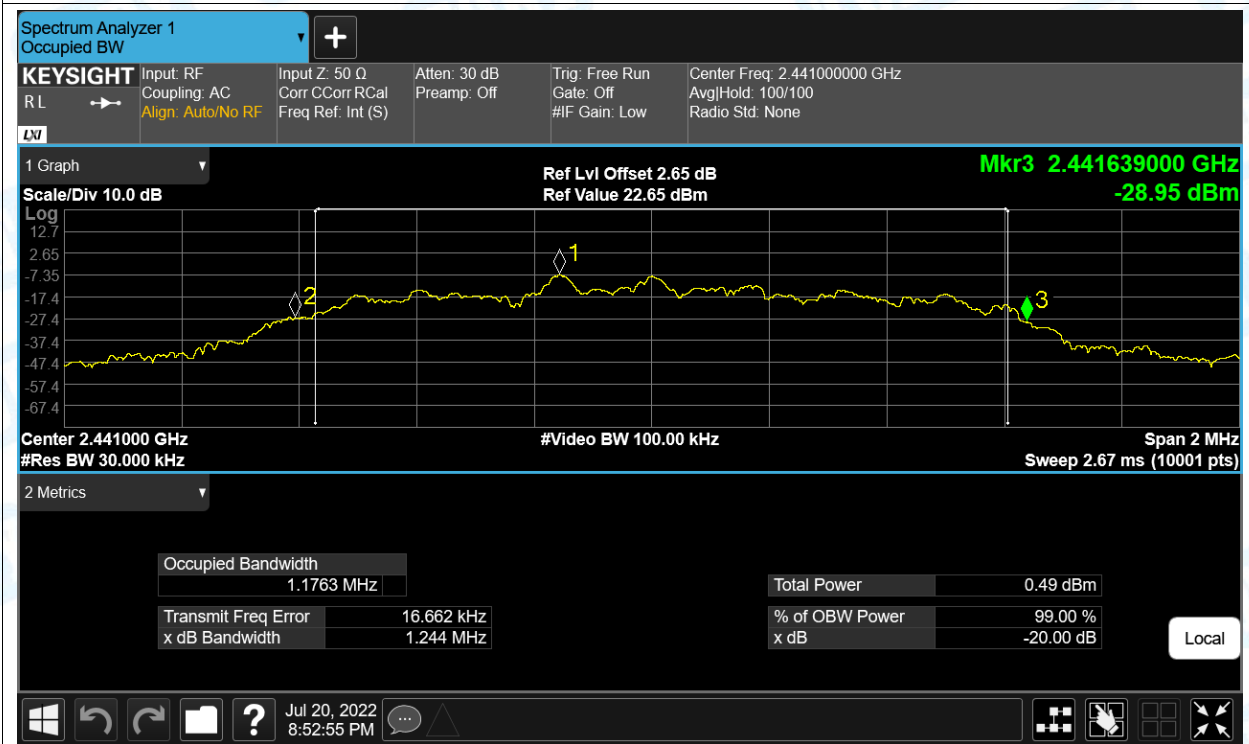 Spectrum Analyzer 1
Occupied BW
KEYSIGHT
R L
LXI
Input: RF
Coupling: AC
Align: Auto/No RF
Input Z: 50 Ω
Corr CCorr RCal
Freq Ref: Int (S)
Atten: 30 dB
Preamp: Off
Trig: Free Run
Gate: Off
#IF Gain: Low
Center Freq: 2.441000000 GHz
Avg|Hold: 100/100
Radio Std: None
1 Graph
Scale/Div 10.0 dB
Ref Lvl Offset 2.65 dB
Ref Value 22.65 dBm
Mkr3 2.441639000 GHz
-28.95 dBm
Log
12.7
2.65
-7.35
-17.4
-27.4
-37.4
-47.4
-57.4
-67.4
1
2
3
Center 2.441000 GHz
#Video BW 100.00 kHz
Span 2 MHz
#Res BW 30.000 kHz
Sweep 2.67 ms (10001 pts)
2 Metrics
Occupied Bandwidth
1.1763 MHz
Total Power 0.49 dBm
Transmit Freq Error 16.662 kHz
% of OBW Power 99.00 %
x dB Bandwidth 1.244 MHz
x dB -20.00 dB
Local
?
Jul 20, 2022
8:52:55 PM